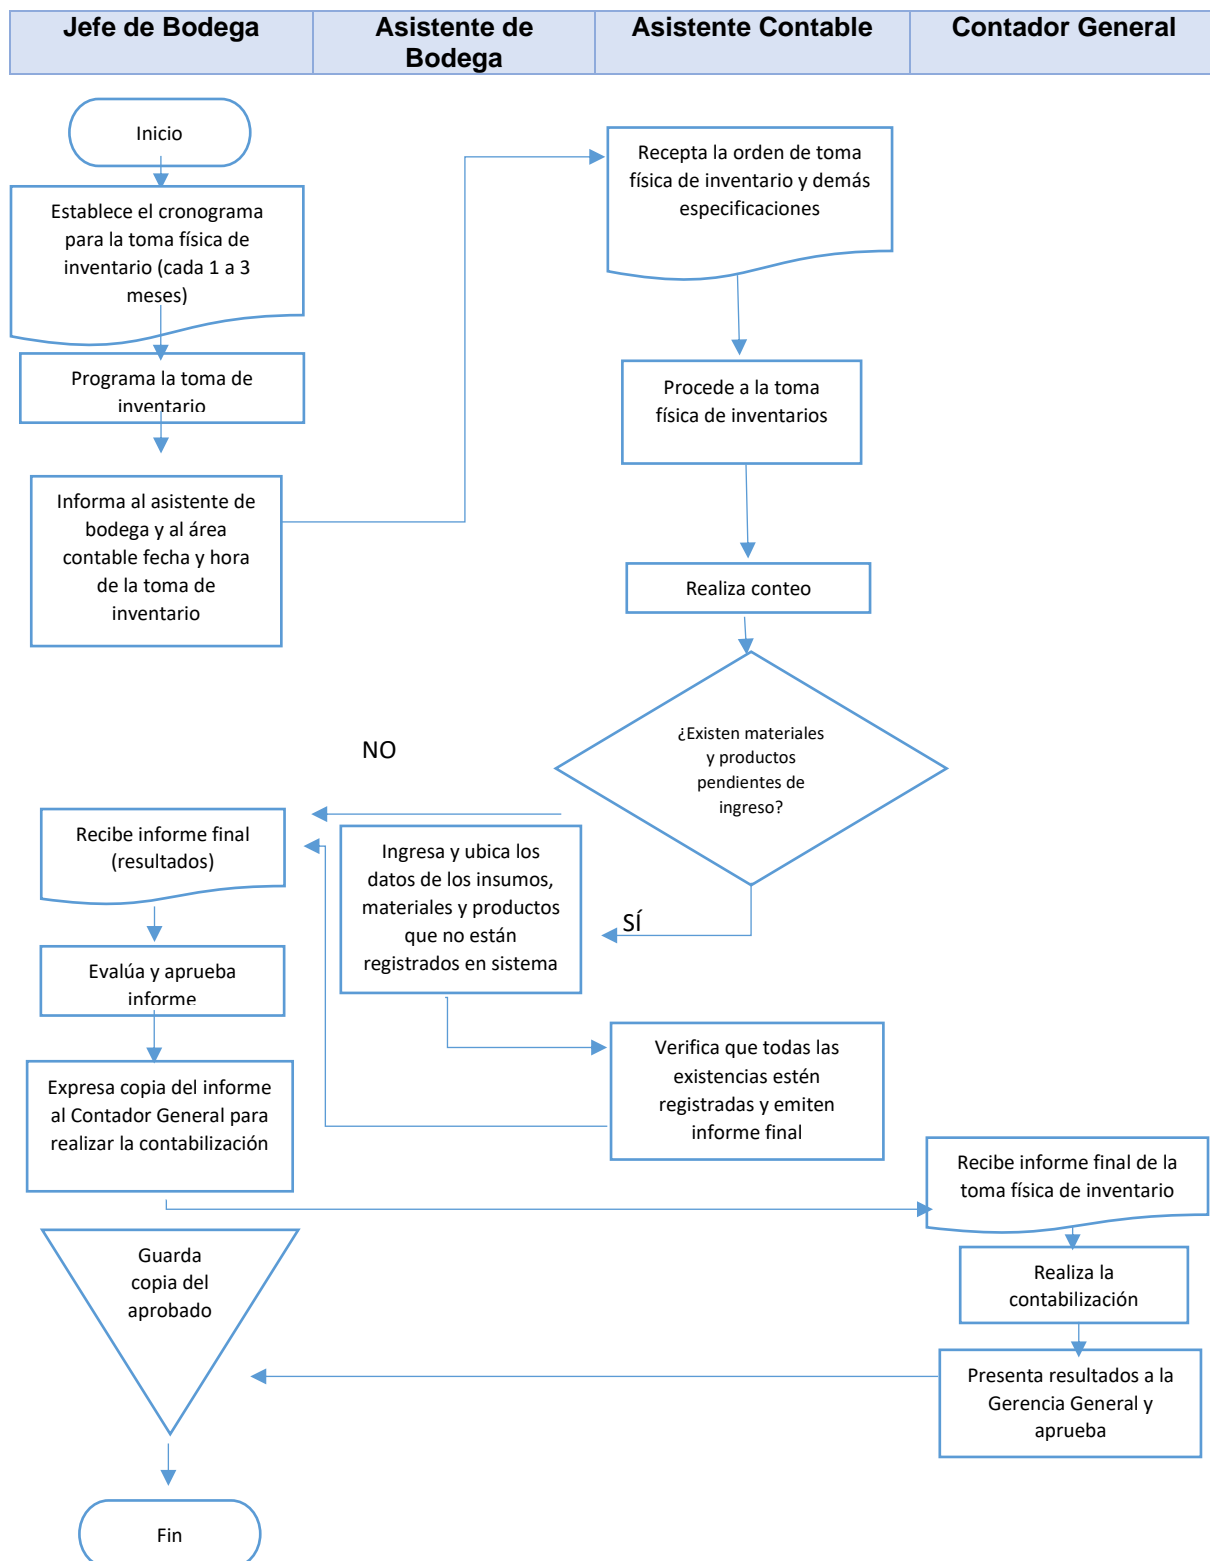 Jefe de Bodega
Asistente de
Bodega
Asistente Contable
Contador General
Inicio
Establece el cronograma
para la toma física de
inventario (cada 1 a 3
meses)
Programa la toma de
inventario
Informa al asistente de
bodega y al área
contable fecha y hora
de la toma de
inventario
Recepta la orden de toma
física de inventario y demás
especificaciones
Procede a la toma
física de inventarios
Realiza conteo
¿Existen materiales
y productos
pendientes de
ingreso?
NO
SÍ
Recibe informe final
(resultados)
Ingresa y ubica los
datos de los insumos,
materiales y productos
que no están
registrados en sistema
Evalúa y aprueba
informe
Verifica que todas las
existencias estén
registradas y emiten
informe final
Expresa copia del informe
al Contador General para
realizar la contabilización
Recibe informe final de la
toma física de inventario
Realiza la
contabilización
Presenta resultados a la
Gerencia General y
aprueba
Guarda
copia del
aprobado
Fin